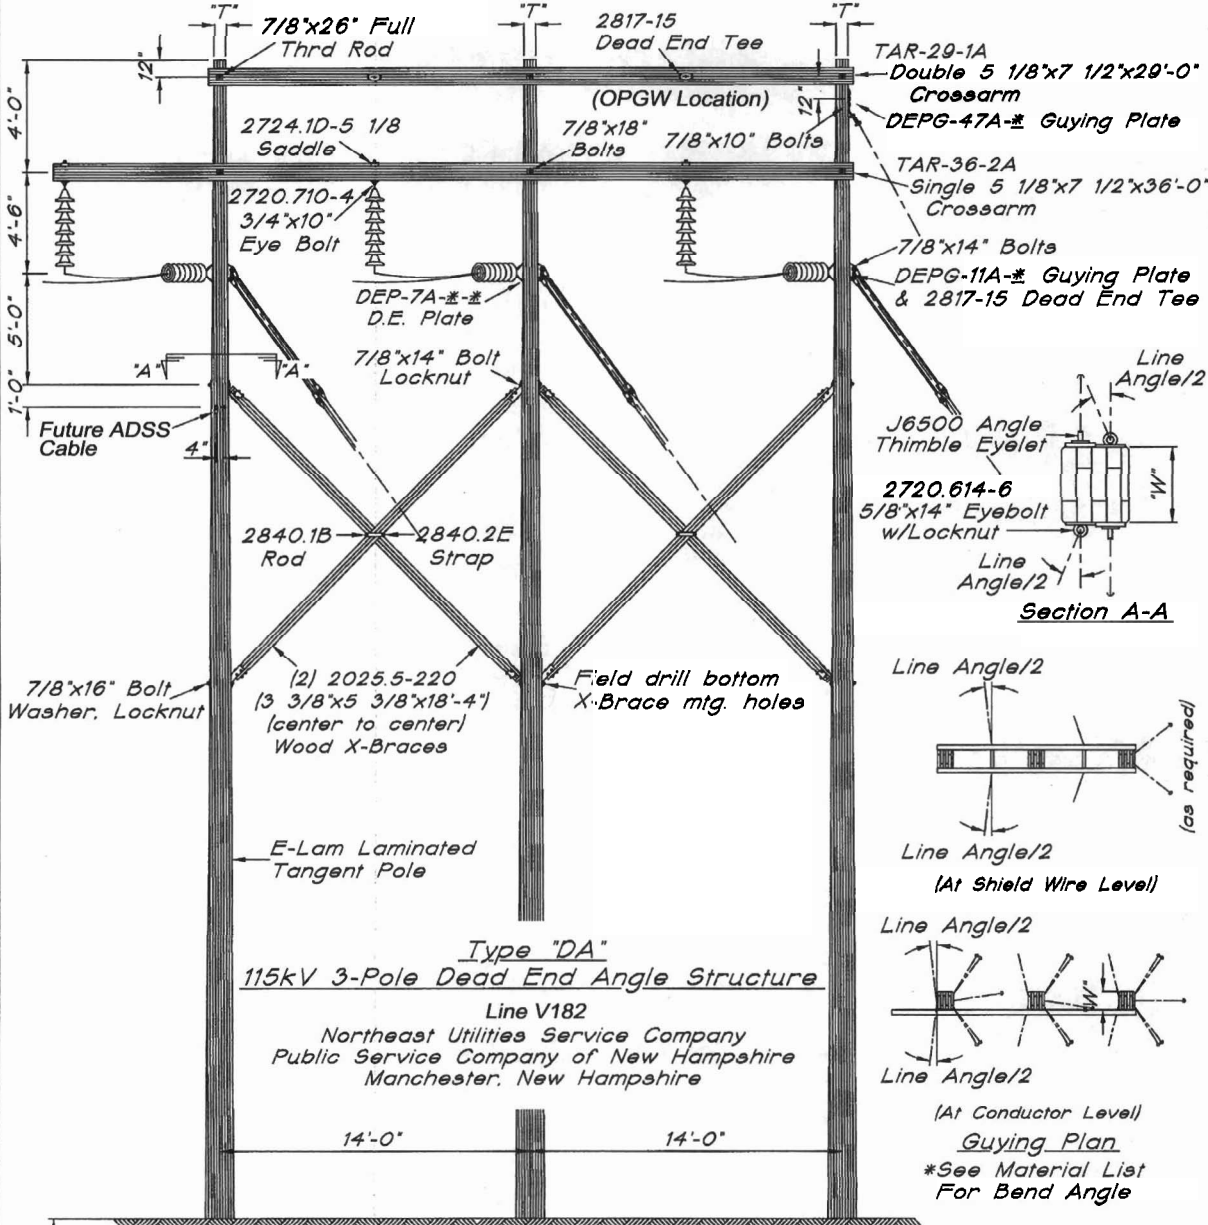 "T"
"T"
"T"
7/8"x26" Full
Thrd Rod
2817-15
Dead End Tee
12"
TAR-29-1A
Double 5 1/8"x7 1/2"x29'-0"
Crossarm
(OPGW Location)
12"
DEPG-47A-* Guying Plate
4'-0"
2724.1D-5 1/8
Saddle
7/8"x18"
Bolts
7/8"x10" Bolts
TAR-36-2A
Single 5 1/8"x7 1/2"x36'-0"
Crossarm
2720.710-4
3/4"x10"
Eye Bolt
4'-6"
7/8"x14" Bolts
DEPG-11A-* Guying Plate
& 2817-15 Dead End Tee
DEP-7A-*-*
D.E. Plate
5'-0"
"A"
"A"
7/8"x14" Bolt
Locknut
1'-0"
Future ADSS
Cable
4"
Line
Angle/2
J6500 Angle
Thimble Eyelet
"W"
2720.614-6
5/8"x14" Eyebolt
w/Locknut
Line
Angle/2
Section A-A
2840.1B
Rod
2840.2E
Strap
7/8"x16" Bolt
Washer, Locknut
(2) 2025.5-220
(3 3/8"x5 3/8"x18'-4")
(center to center)
Wood X-Braces
Field drill bottom
X-Brace mtg. holes
Line Angle/2
(as required)
Line Angle/2
(At Shield Wire Level)
E-Lam Laminated
Tangent Pole
Type "DA"
115kV 3-Pole Dead End Angle Structure
Line V182
Northeast Utilities Service Company
Public Service Company of New Hampshire
Manchester, New Hampshire
Line Angle/2
"W"
Line Angle/2
(At Conductor Level)
Guying Plan
*See Material List
For Bend Angle
14'-0"
14'-0"